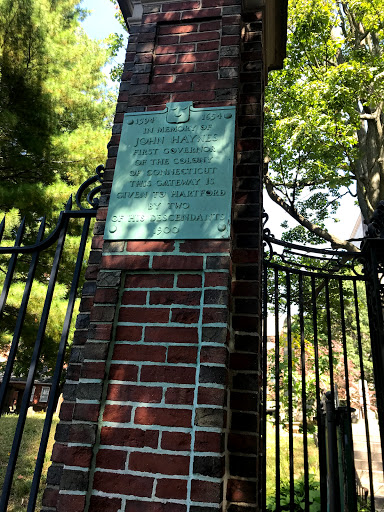 1594 1654
IN MEMORY OF
JOHN HAYNES
FIRST GOVERNOR
OF THE COLONY
OF CONNECTICUT
THIS GATEWAY IS
GIVEN TO HARTFORD
BY TWO
OF HIS DESCENDANTS
1900